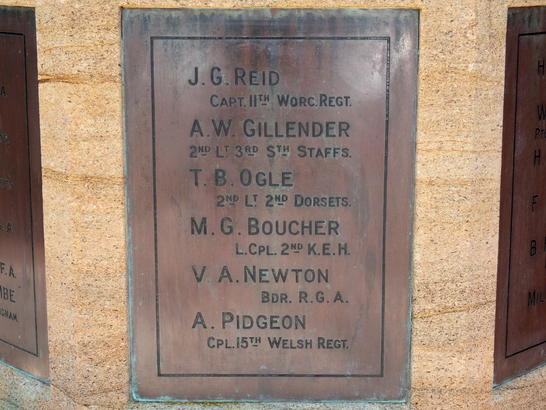 J. G. REID
CAPT. 11TH WORC. REGT.
A. W. GILLENDER
2ND LT 3RD STH STAFFS.
T. B. OGLE
2ND LT 2ND DORSETS.
M. G. BOUCHER
L.CPL. 2ND K.E.H.
V. A. NEWTON
BDR. R.G.A.
A. PIDGEON
CPL. 15TH WELSH REGT.